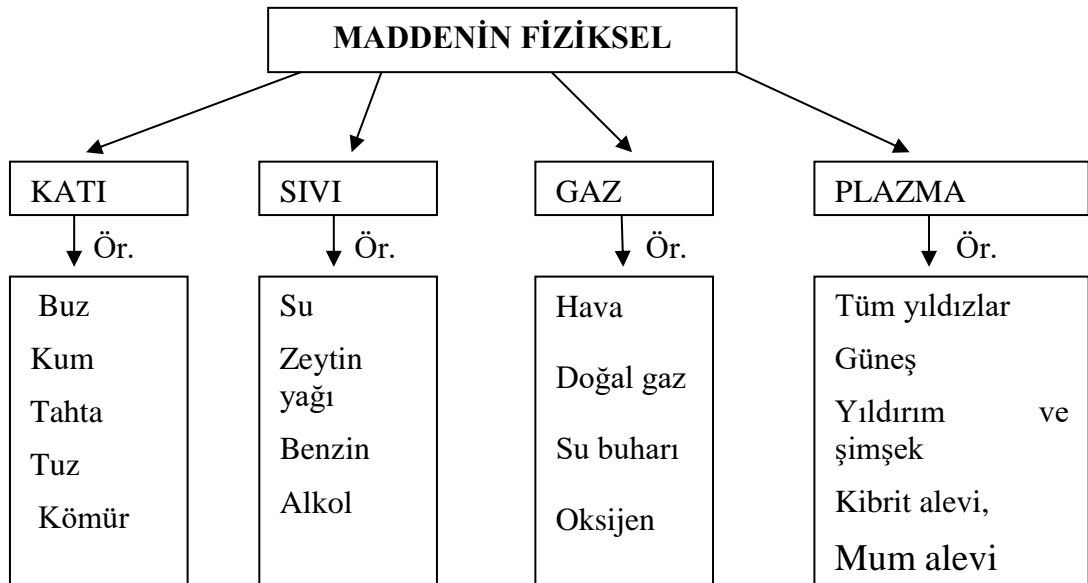 MADDENİN FİZİKSEL
KATI
SIVI
GAZ
PLAZMA
Ör.
Ör.
Ör.
Ör.
Buz
Kum
Tahta
Tuz
Kömür
Su
Zeytin
yağı
Benzin
Alkol
Hava
Doğal gaz
Su buharı
Oksijen
Tüm yıldızlar
Güneş
Yıldırım ve
şimşek
Kibrit alevi,
Mum alevi